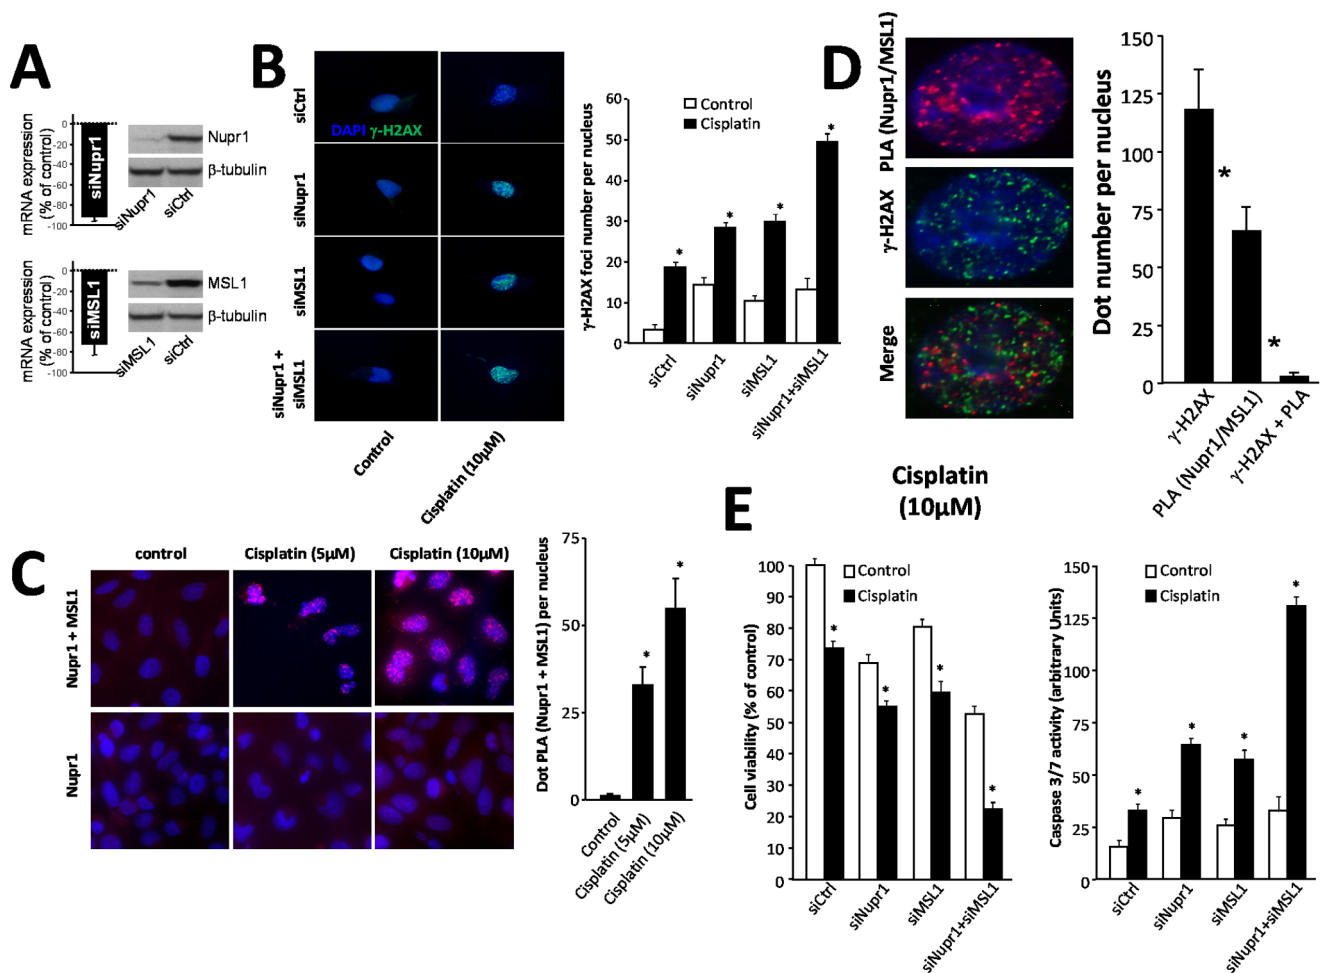 A
mRNA expression
(% of control)
0
-20
-40
-60
-80
-100
siNupr1
Nupr1
β-tubulin
siNupr1
siCtrl
mRNA expression
(% of control)
0
-20
-40
-60
-80
-100
siMSL1
MSL1
β-tubulin
siMSL1
siCtrl
B
siCtrl
siNupr1
siMSL1
siNupr1 +
siMSL1
DAPI γ-H2AX
Control
Cisplatin (10μM)
γ-H2AX foci number per nucleus
60
50
40
30
20
10
0
Control
Cisplatin
*
*
*
*
siCtrl
siNupr1
siMSL1
siNupr1+siMSL1
C
control
Cisplatin (5μM)
Cisplatin (10μM)
Nupr1 + MSL1
Nupr1
Dot PLA (Nupr1 + MSL1) per nucleus
75
50
25
0
*
*
Control
Cisplatin (5μM)
Cisplatin (10μM)
D
PLA (Nupr1/MSL1)
γ-H2AX
Merge
Cisplatin
(10μM)
Dot number per nucleus
150
125
100
75
50
25
0
*
*
γ-H2AX
PLA (Nupr1/MSL1)
γ-H2AX + PLA
E
Cell viability (% of control)
100
90
80
70
60
50
40
30
20
10
0
Control
Cisplatin
*
*
*
*
siCtrl
siNupr1
siMSL1
siNupr1+siMSL1
Caspase 3/7 activity (arbitrary Units)
150
125
100
75
50
25
0
Control
Cisplatin
*
*
*
*
siCtrl
siNupr1
siMSL1
siNupr1+siMSL1